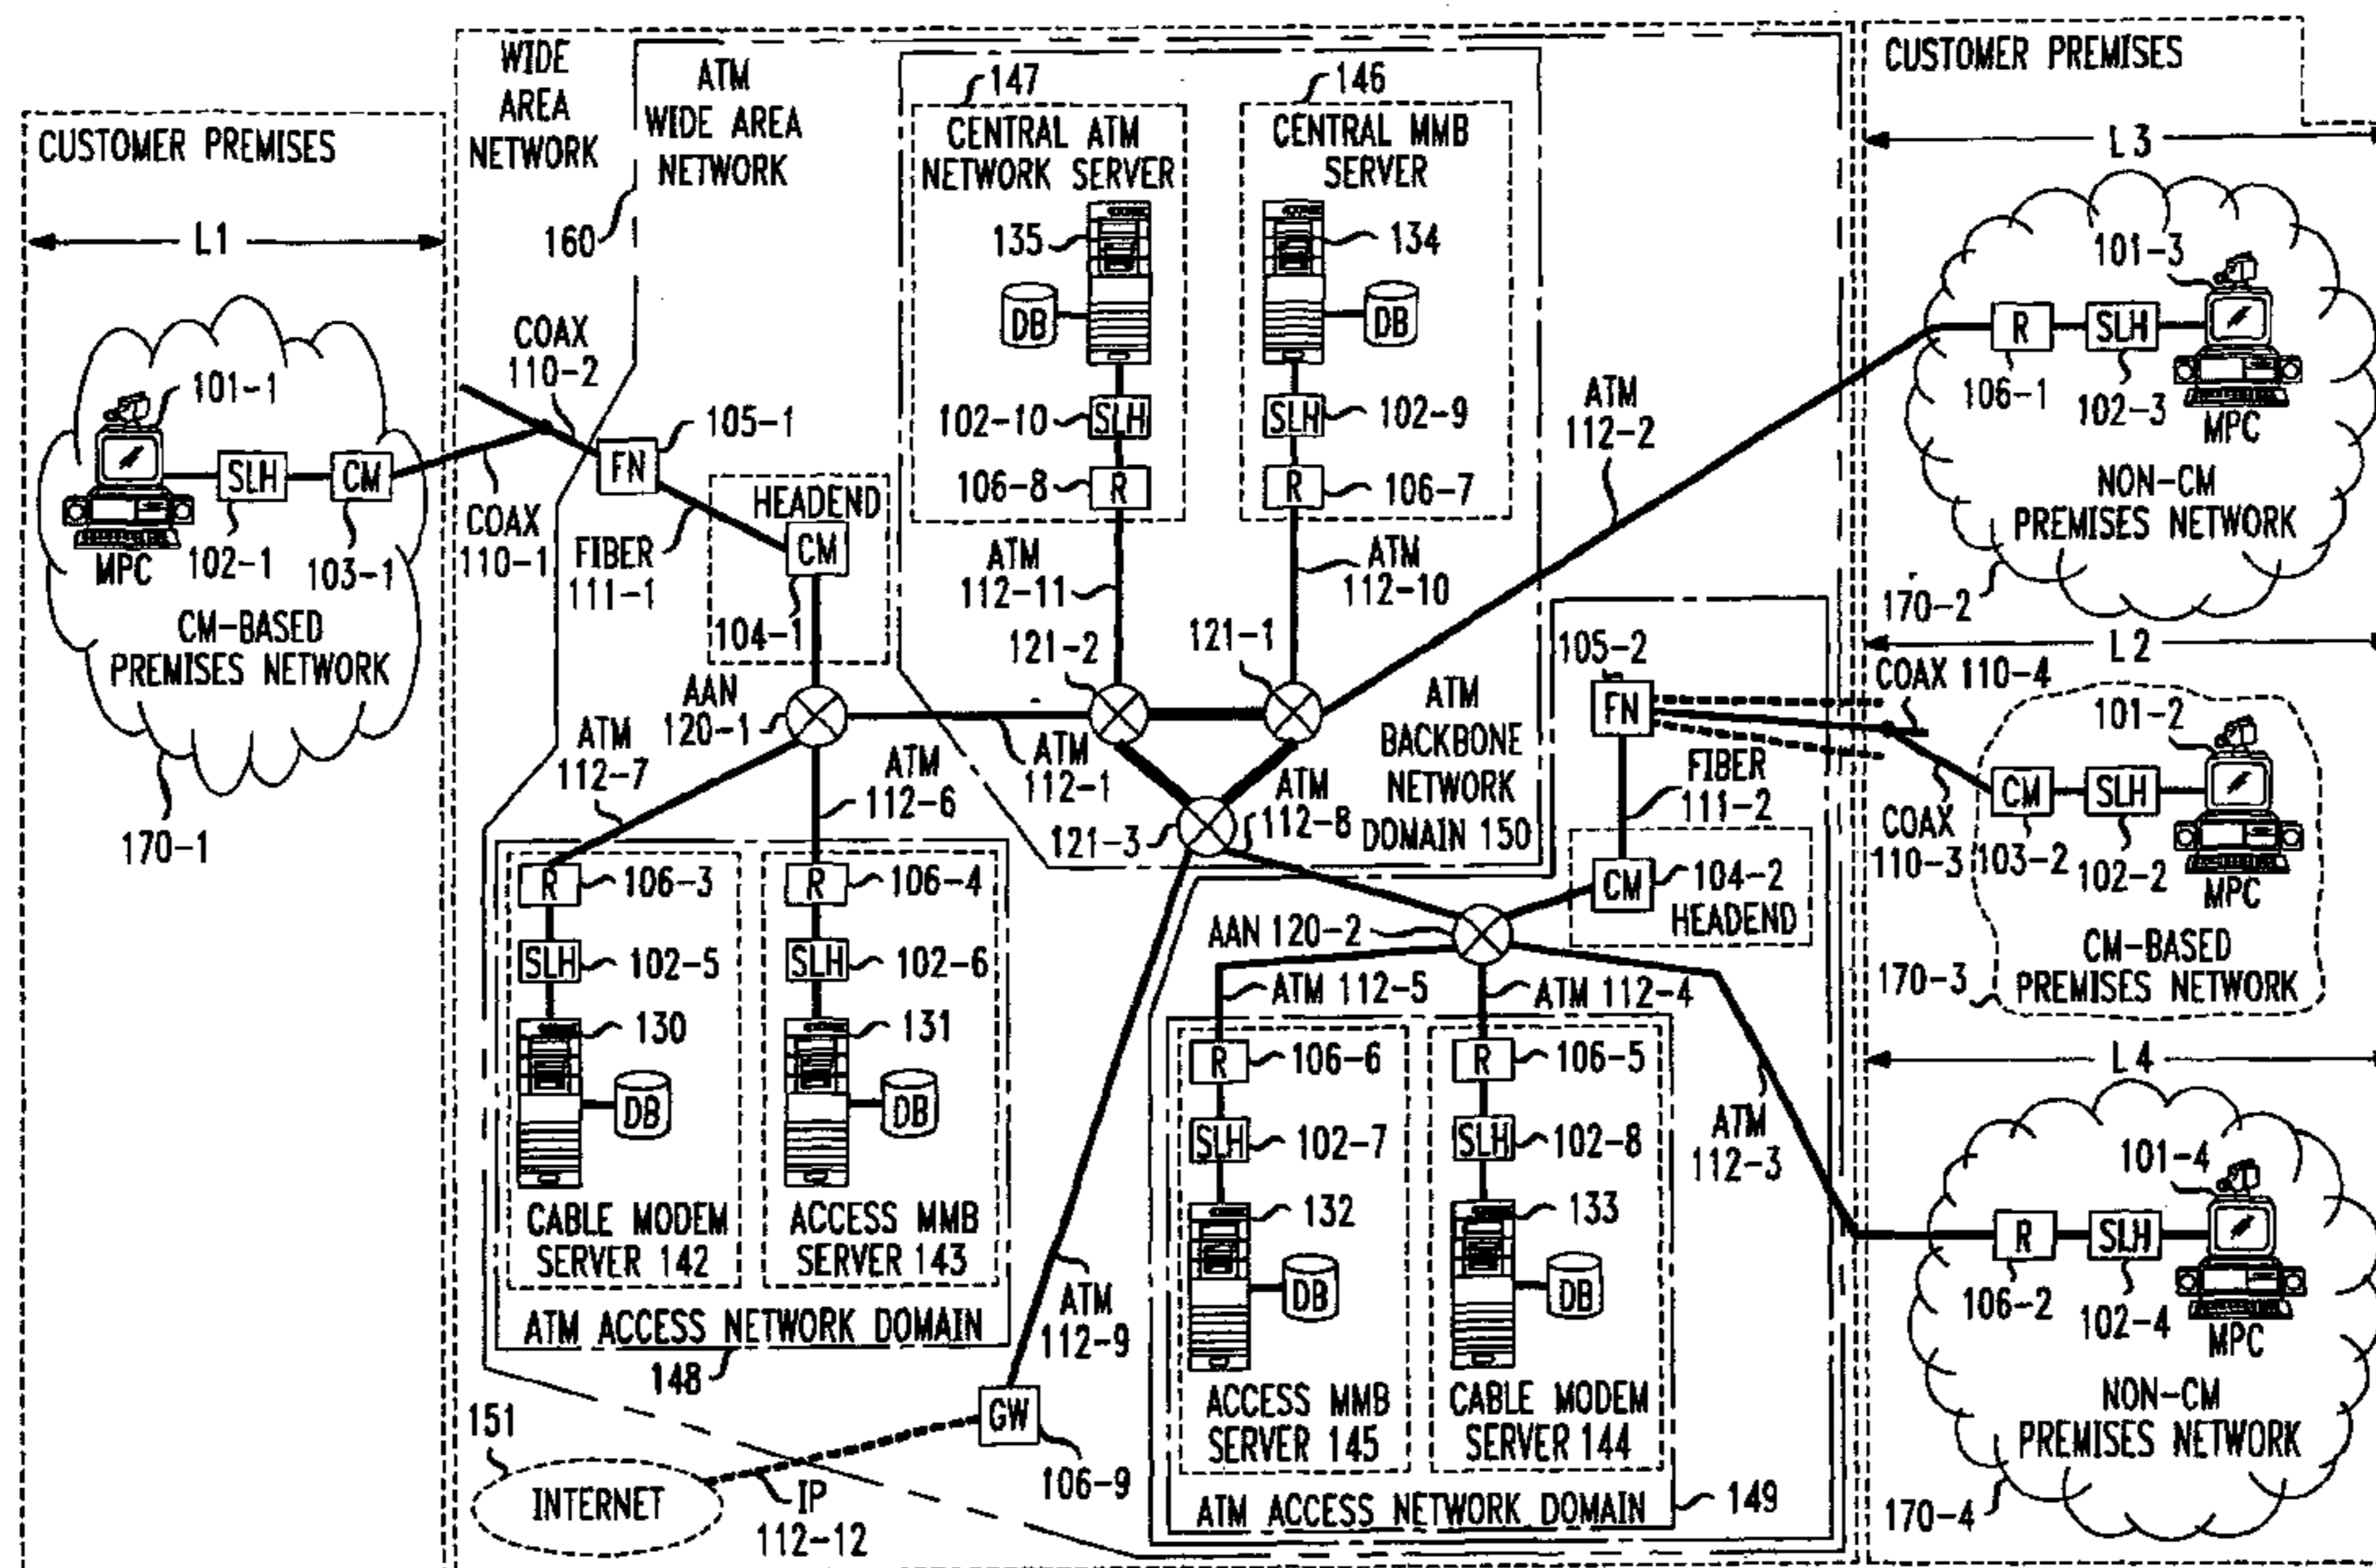 CUSTOMER PREMISES
L1
101-1
SLH
CM
MPC
102-1
103-1
CM-BASED
PREMISES NETWORK
170-1
WIDE
AREA
NETWORK
ATM
WIDE AREA
NETWORK
160
COAX
110-2
COAX
110-1
FN
105-1
FIBER
111-1
HEADEND
CM
104-1
AAN
120-1
ATM
112-7
ATM
112-6
ATM
112-1
147
CENTRAL ATM
NETWORK SERVER
135
DB
102-10
SLH
106-8
R
ATM
112-11
121-2
146
CENTRAL MMB
SERVER
134
DB
SLH
102-9
R
106-7
ATM
112-10
121-1
ATM
112-2
ATM
BACKBONE
NETWORK
DOMAIN 150
121-3
ATM
112-8
R
106-3
SLH
102-5
130
DB
CABLE MODEM
SERVER 142
R
106-4
SLH
102-6
131
DB
ACCESS MMB
SERVER 143
ATM ACCESS NETWORK DOMAIN
148
151
INTERNET
IP
112-12
GW
106-9
ATM
112-9
105-2
FN
FIBER
111-2
CM
104-2
HEADEND
AAN 120-2
ATM 112-5
ATM 112-4
ATM
112-3
R
106-6
SLH
102-7
132
DB
ACCESS MMB
SERVER 145
R
106-5
SLH
102-8
133
DB
CABLE MODEM
SERVER 144
ATM ACCESS NETWORK DOMAIN
149
CUSTOMER PREMISES
L3
101-3
R
SLH
106-1
102-3
MPC
NON-CM
PREMISES NETWORK
170-2
L2
COAX 110-4
101-2
CM
SLH
COAX
110-3
103-2
102-2
MPC
CM-BASED
PREMISES NETWORK
170-3
L4
101-4
R
SLH
106-2
102-4
MPC
NON-CM
PREMISES NETWORK
170-4